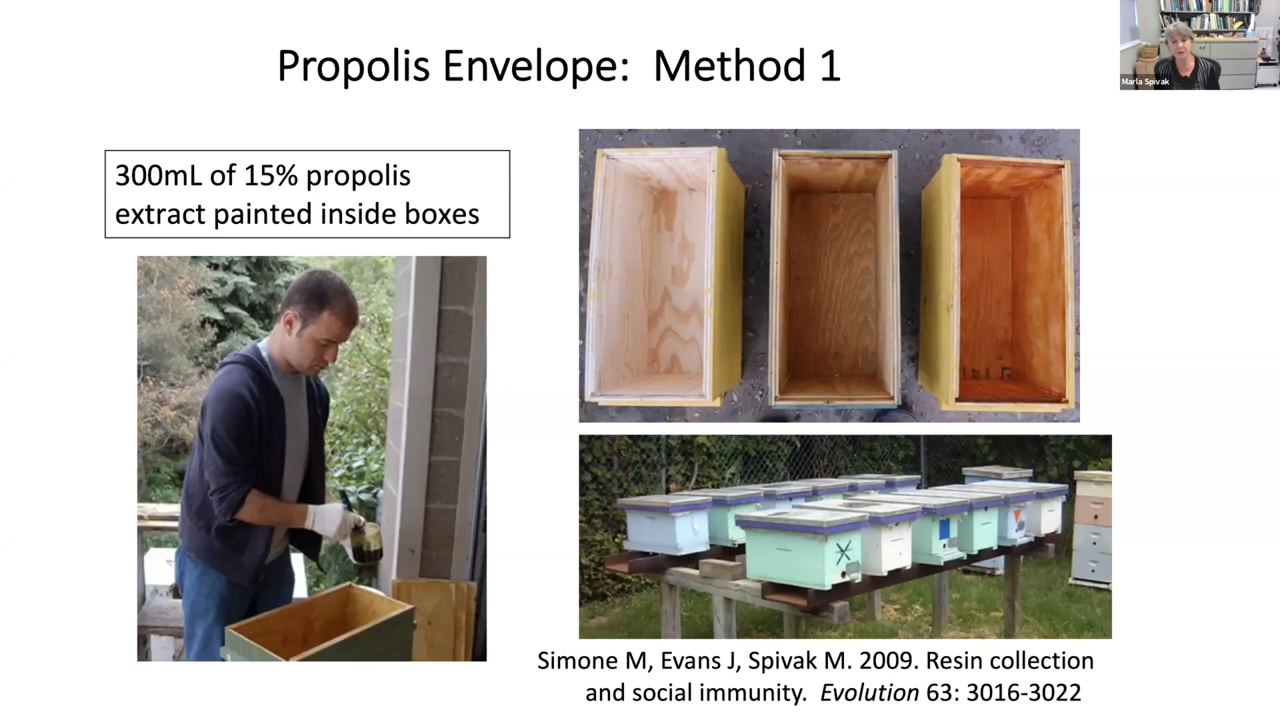 Propolis Envelope: Method 1
Marla Spivak
300mL of 15% propolis
extract painted inside boxes
Simone M, Evans J, Spivak M. 2009. Resin collection
and social immunity. Evolution 63: 3016-3022